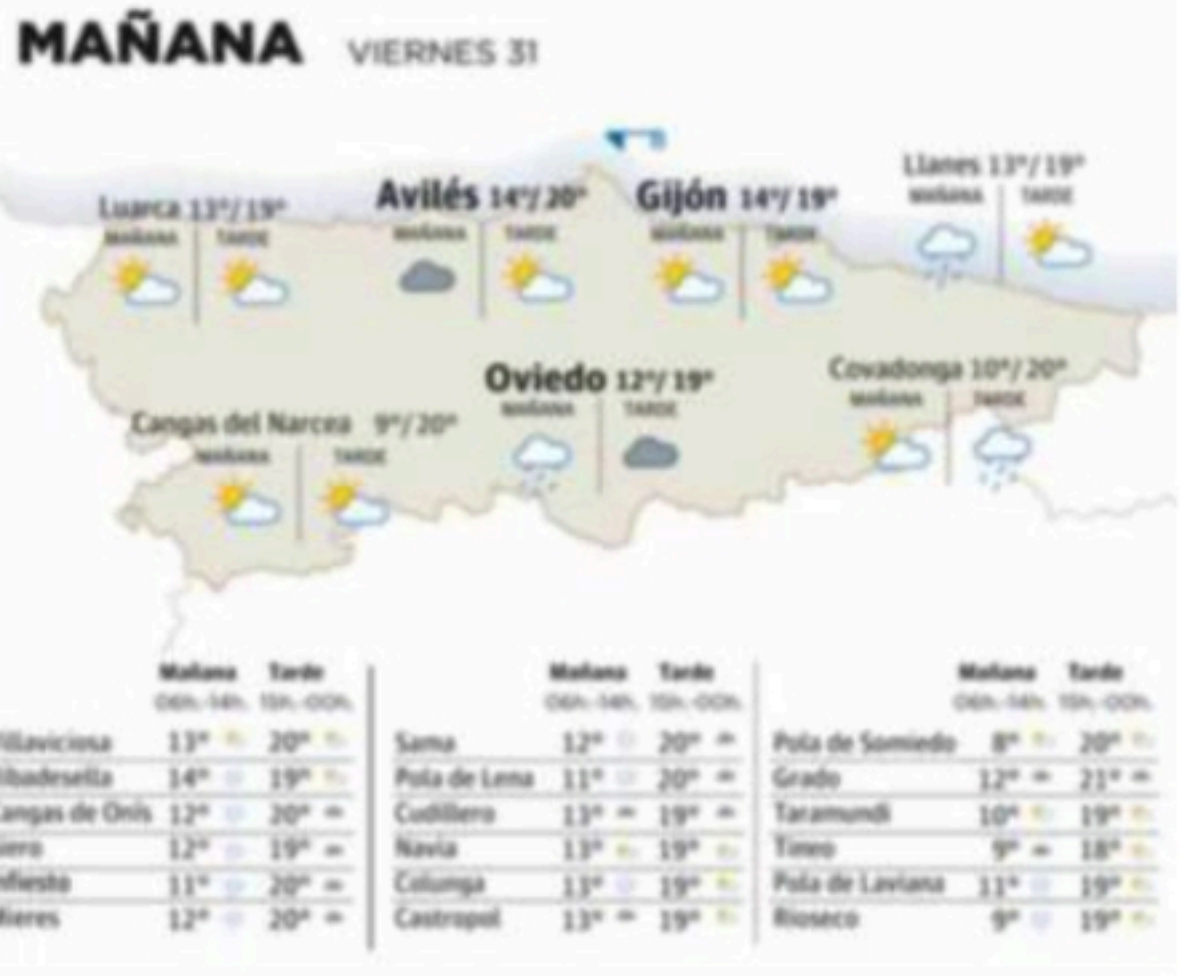 MAÑANA VIERNES 31
Llanes 13°/19°
MAÑANA TARDE
Luarca 13°/19°
MAÑANA TARDE
Avilés 14°/20°
MAÑANA TARDE
Gijón 14°/19°
MAÑANA TARDE
Oviedo 12°/19°
MAÑANA TARDE
Covadonga 10°/20°
MAÑANA TARDE
Cangas del Narcea 9°/20°
MAÑANA TARDE
Mañana Tarde
06h.-14h. 15h.-00h.
illaviciosa 13° 20°
ibadesella 14° 19°
angas de Onís 12° 20°
iero 12° 19°
nfiesto 11° 20°
ieres 12° 20°
Mañana Tarde
06h.-14h. 15h.-00h.
Sama 12° 20°
Pola de Lena 11° 20°
Cudillero 13° 19°
Navia 13° 19°
Colunga 13° 19°
Castropol 13° 19°
Mañana Tarde
06h.-14h. 15h.-00h.
Pola de Somiedo 8° 20°
Grado 12° 21°
Taramundi 10° 19°
Tineo 9° 18°
Pola de Laviana 11° 19°
Rioseco 9° 19°